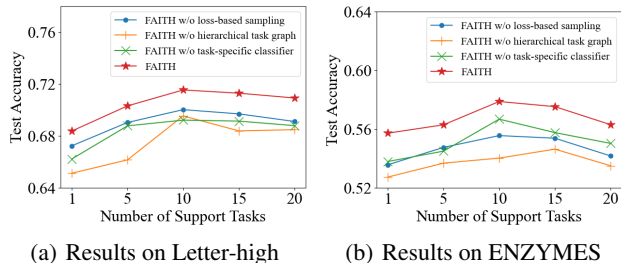 FAITH w/o loss-based sampling
FAITH w/o hierarchical task graph
FAITH w/o task-specific classifier
FAITH
0.76
0.72
0.68
0.64
Test Accuracy
1 5 10 15 20
Number of Support Tasks
(a) Results on Letter-high
FAITH w/o loss-based sampling
FAITH w/o hierarchical task graph
FAITH w/o task-specific classifier
FAITH
0.64
0.60
0.56
0.52
Test Accuracy
1 5 10 15 20
Number of Support Tasks
(b) Results on ENZYMES